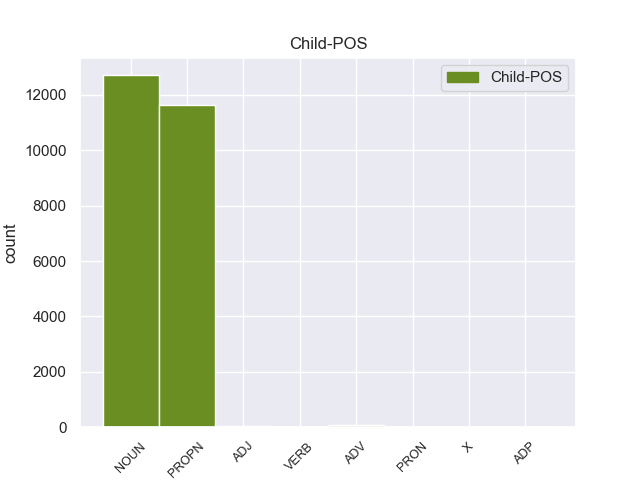 Child-POS
Child-POS
count
12000
10000
8000
6000
4000
2000
0
NOUN
PROPN
ADJ
VERB
ADV
PRON
X
ADP